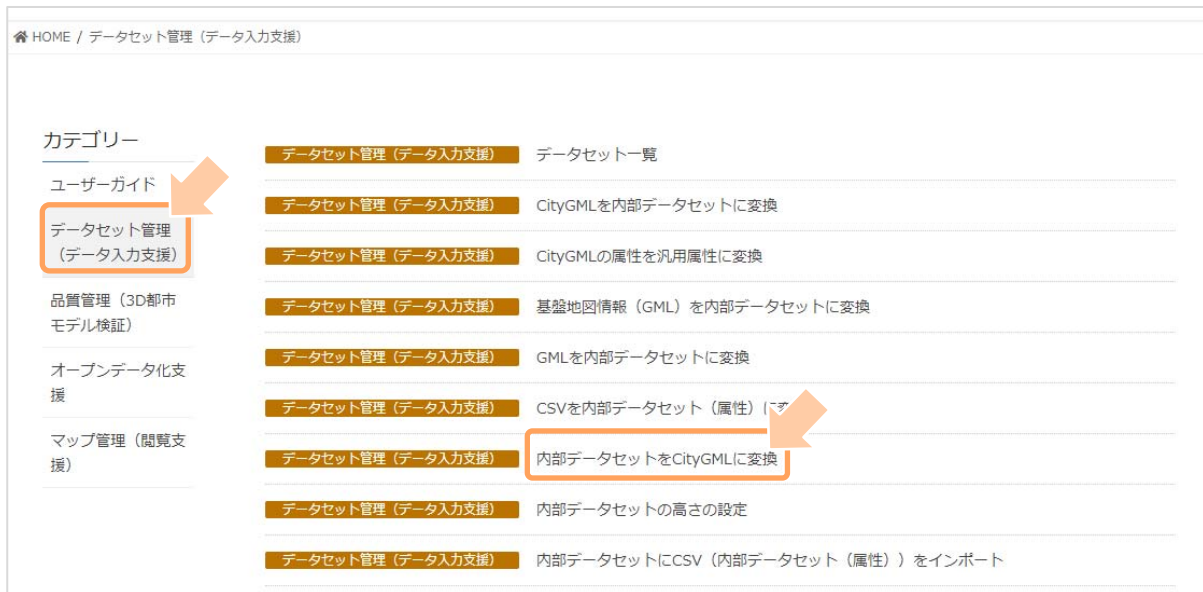 HOME / データセット管理（データ入力支援）
カテゴリー
ユーザーガイド
データセット管理
（データ入力支援）
品質管理（3D都市
モデル検証）
オープンデータ化支
援
マップ管理（閲覧支
援）
データセット管理（データ入力支援） データセット一覧
データセット管理（データ入力支援） CityGMLを内部データセットに変換
データセット管理（データ入力支援） CityGMLの属性を汎用属性に変換
データセット管理（データ入力支援） 基盤地図情報（GML）を内部データセットに変換
データセット管理（データ入力支援） GMLを内部データセットに変換
データセット管理（データ入力支援） CSVを内部データセット（属性）に
データセット管理（データ入力支援） 内部データセットをCityGMLに変換
データセット管理（データ入力支援） 内部データセットの高さの設定
データセット管理（データ入力支援） 内部データセットにCSV（内部データセット（属性））をインポート